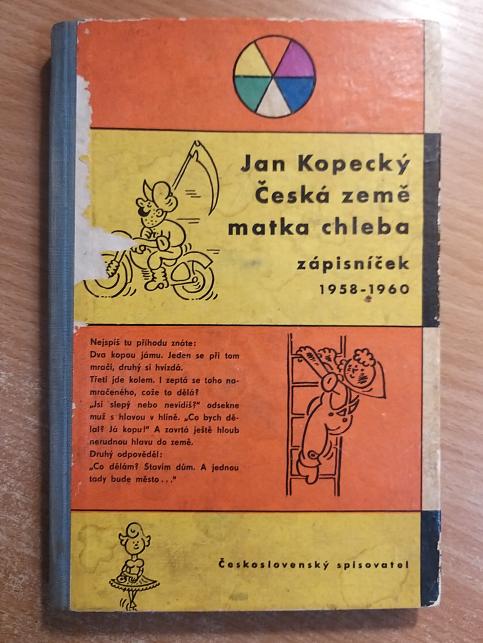 Jan Kopecký
Česká země
matka chleba
zápisníček
1958-1960
Nejspíš tu příhodu znáte:
Dva kopou jámu. Jeden se při tom
mračí, druhý si hvízdá.
Třetí jde kolem. I zeptá se toho na-
mračeného, cože to dělá?
„Jsi slepý nebo nevidíš?“ odsekne
muž s hlavou v hlíně. „Co bych dě-
lal? Já kopu!“ A zavrtá ještě hloub
nerudnou hlavu do země.
Druhý odpověděl:
„Co dělám? Stavím dům. A jednou
tady bude město...“
Československý spisovatel